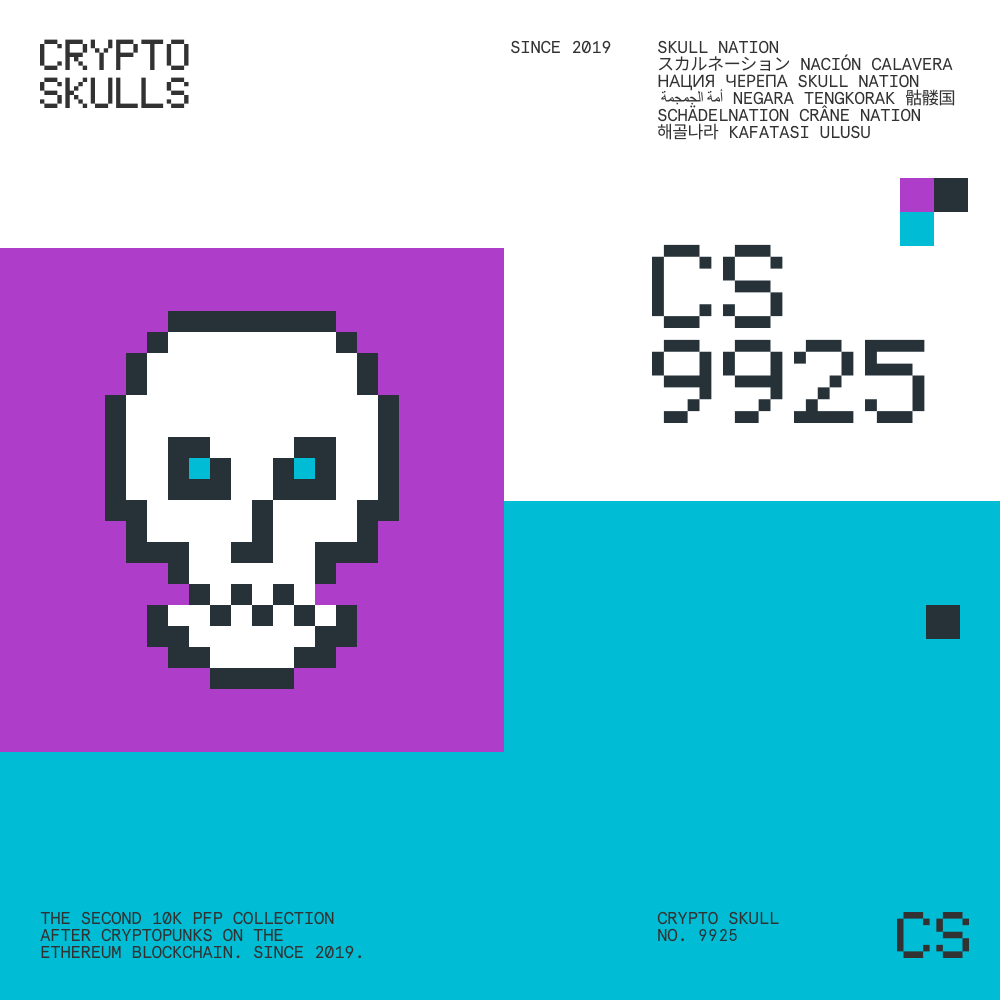 CRYPTO
SKULLS
SINCE 2019
SKULL NATION
スカルネーション NACIÓN CALAVERA
НАЦИЯ ЧЕРЕПА SKULL NATION
أمة الجمجمة NEGARA TENGKORAK 骷髅国
SCHÄDELNATION CRÂNE NATION
해골나라 KAFATASI ULUSU
CS
9925
THE SECOND 10K PFP COLLECTION
AFTER CRYPTOPUNKS ON THE
ETHEREUM BLOCKCHAIN. SINCE 2019.
CRYPTO SKULL
NO. 9925
CS